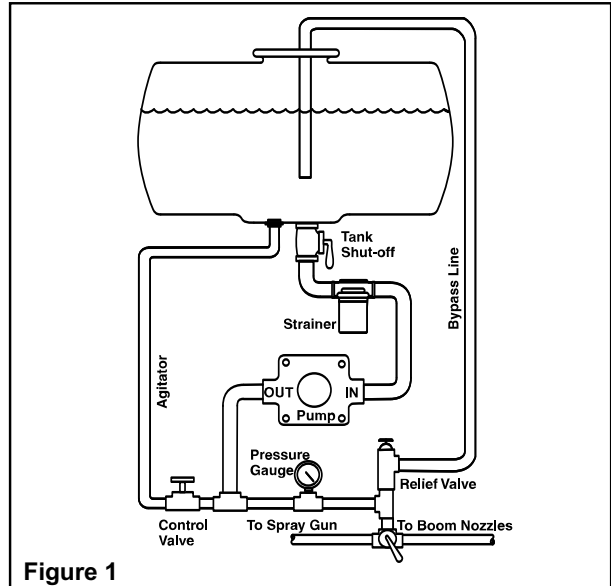 Tank
Shut-off
Bypass Line
Strainer
Agitator
OUT IN
Pump
Pressure
Gauge
Relief Valve
Control
Valve
To Spray Gun
To Boom Nozzles
Figure 1